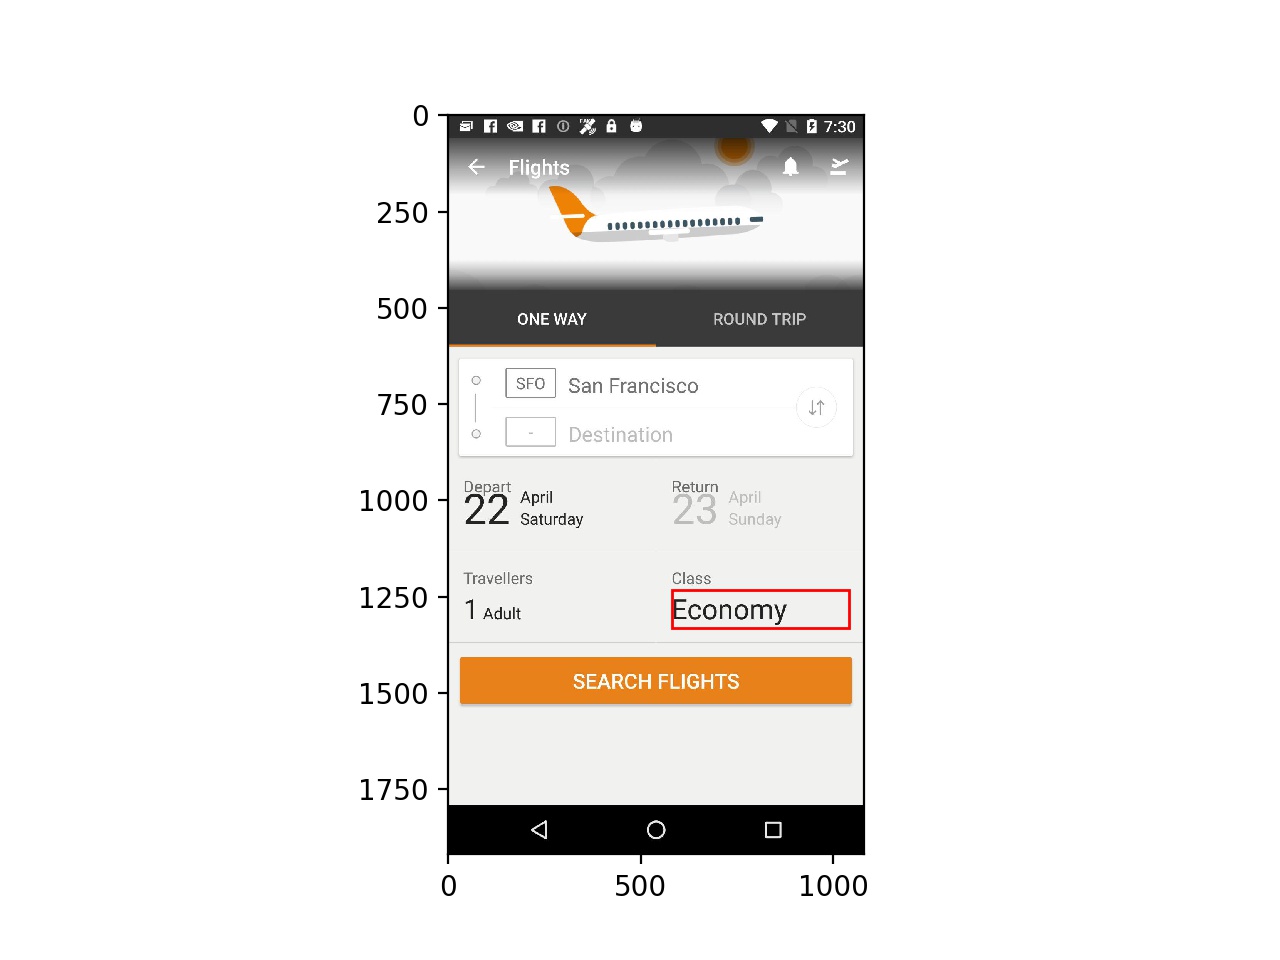 0
250
500
750
1000
1250
1500
1750
7:30
Flights
ONE WAY
ROUND TRIP
SFO
San Francisco
-
Destination
Depart
22
April
Saturday
Return
23
April
Sunday
Travellers
1 Adult
Class
Economy
SEARCH FLIGHTS
0
500
1000